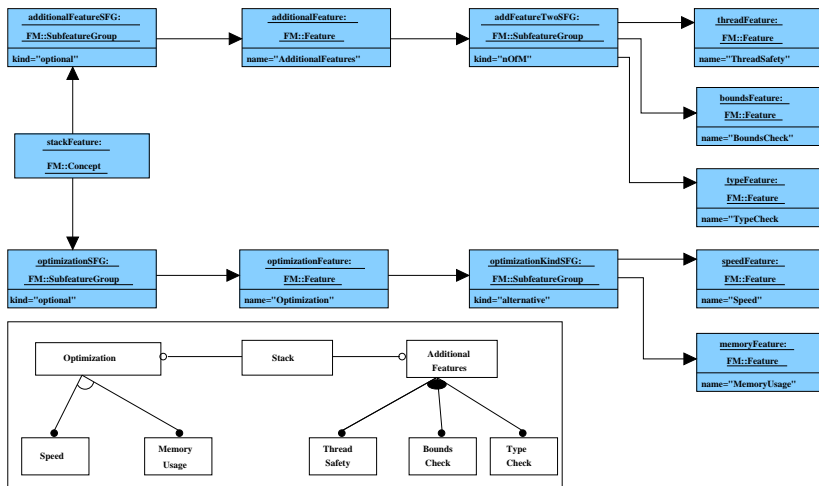 additionalFeatureSFG:
FM::SubfeatureGroup
kind="optional"
additionalFeature:
FM::Feature
name="AdditionalFeatures"
addFeatureTwoSFG:
FM::SubfeatureGroup
kind="nOfM"
threadFeature:
FM::Feature
name="ThreadSafety"
boundsFeature:
FM::Feature
name="BoundsCheck"
stackFeature:
FM::Concept
typeFeature:
FM::Feature
name="TypeCheck
optimizationSFG:
FM::SubfeatureGroup
kind="optional"
optimizationFeature:
FM::Feature
name="Optimization"
optimizationKindSFG:
FM::SubfeatureGroup
kind="alternative"
speedFeature:
FM::Feature
name="Speed"
memoryFeature:
FM::Feature
name="MemoryUsage"
Optimization
Stack
Additional
Features
Speed
Memory
Usage
Thread
Safety
Bounds
Check
Type
Check